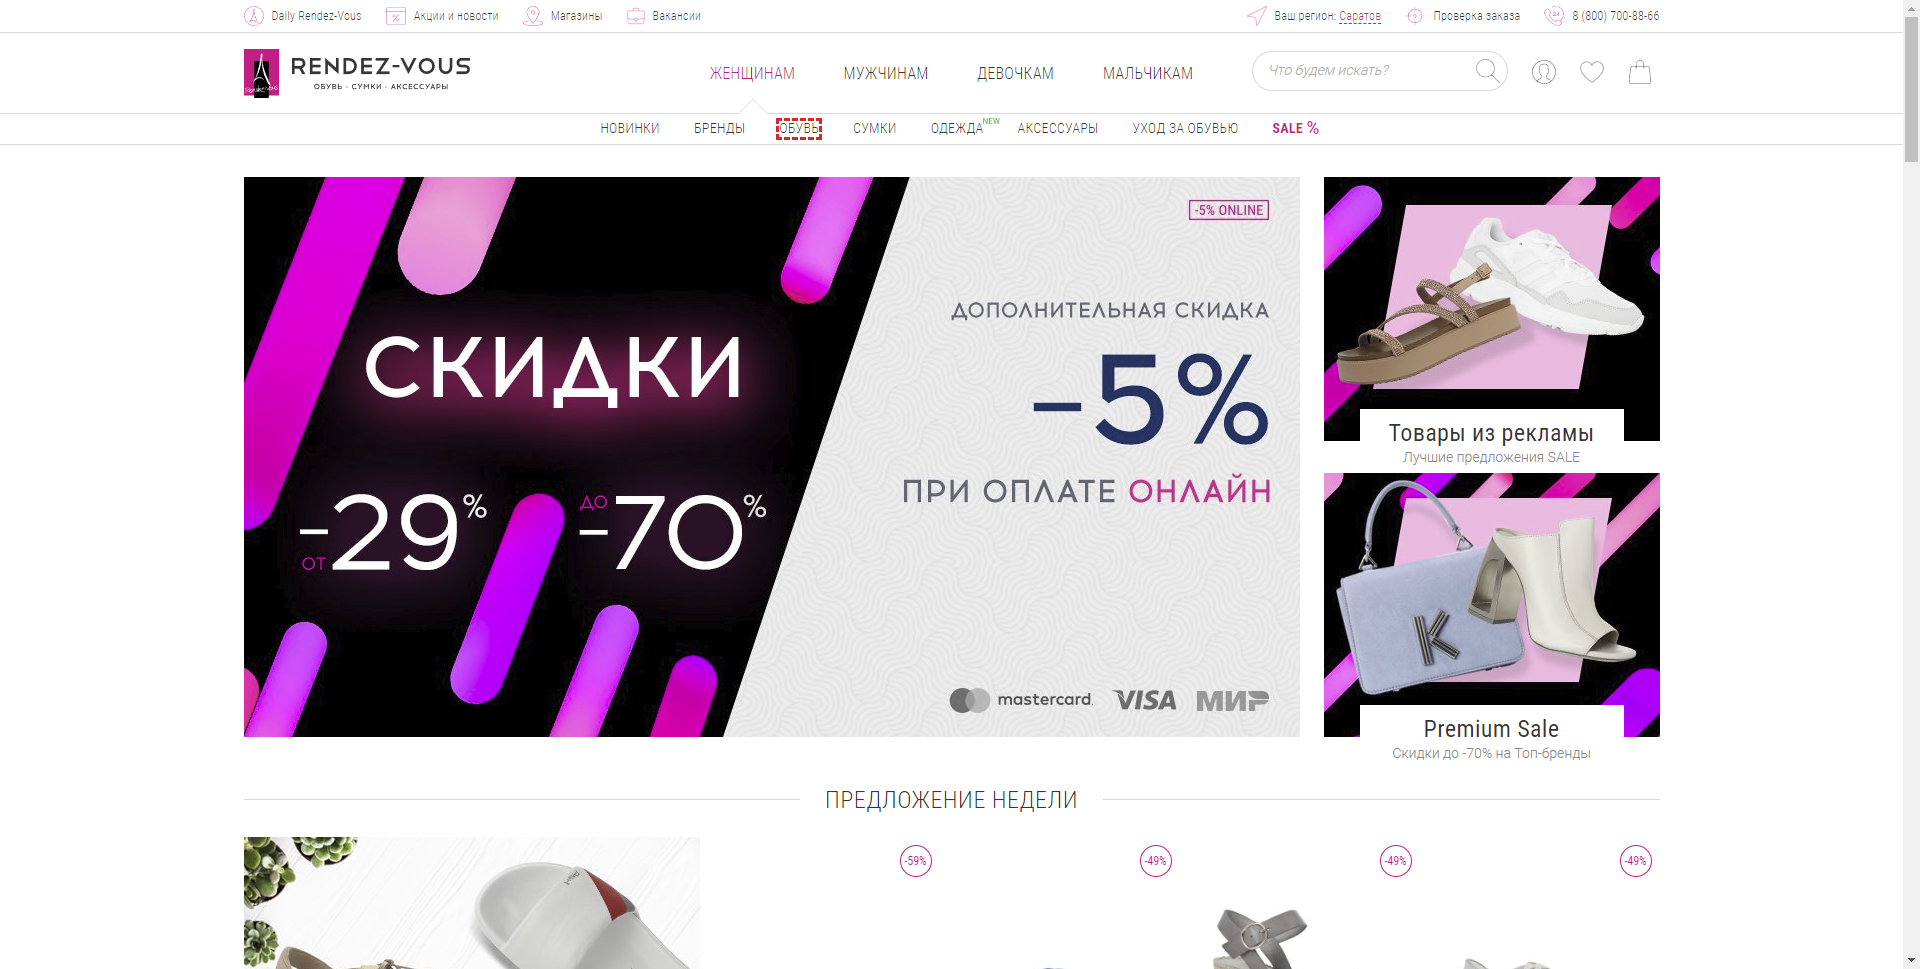 Daily Rendez-Vous
Акции и новости
Магазины
Вакансии
Ваш регион: Саратов
Проверка заказа
8 (800) 700-88-66
RENDEZ-VOUS
ОБУВЬ · СУМКИ · АКСЕССУАРЫ
ЖЕНЩИНАМ
МУЖЧИНАМ
ДЕВОЧКАМ
МАЛЬЧИКАМ
Что будем искать?
НОВИНКИ
БРЕНДЫ
ОБУВЬ
СУМКИ
ОДЕЖДА NEW
АКСЕССУАРЫ
УХОД ЗА ОБУВЬЮ
SALE %
СКИДКИ
ОТ -29%
ДО -70%
-5% ONLINE
ДОПОЛНИТЕЛЬНАЯ СКИДКА
-5%
ПРИ ОПЛАТЕ ОНЛАЙН
mastercard.
VISA
МИР
Товары из рекламы
Лучшие предложения SALE
K
Premium Sale
Скидки до -70% на Топ-бренды
ПРЕДЛОЖЕНИЕ НЕДЕЛИ
-59%
-49%
-49%
-49%